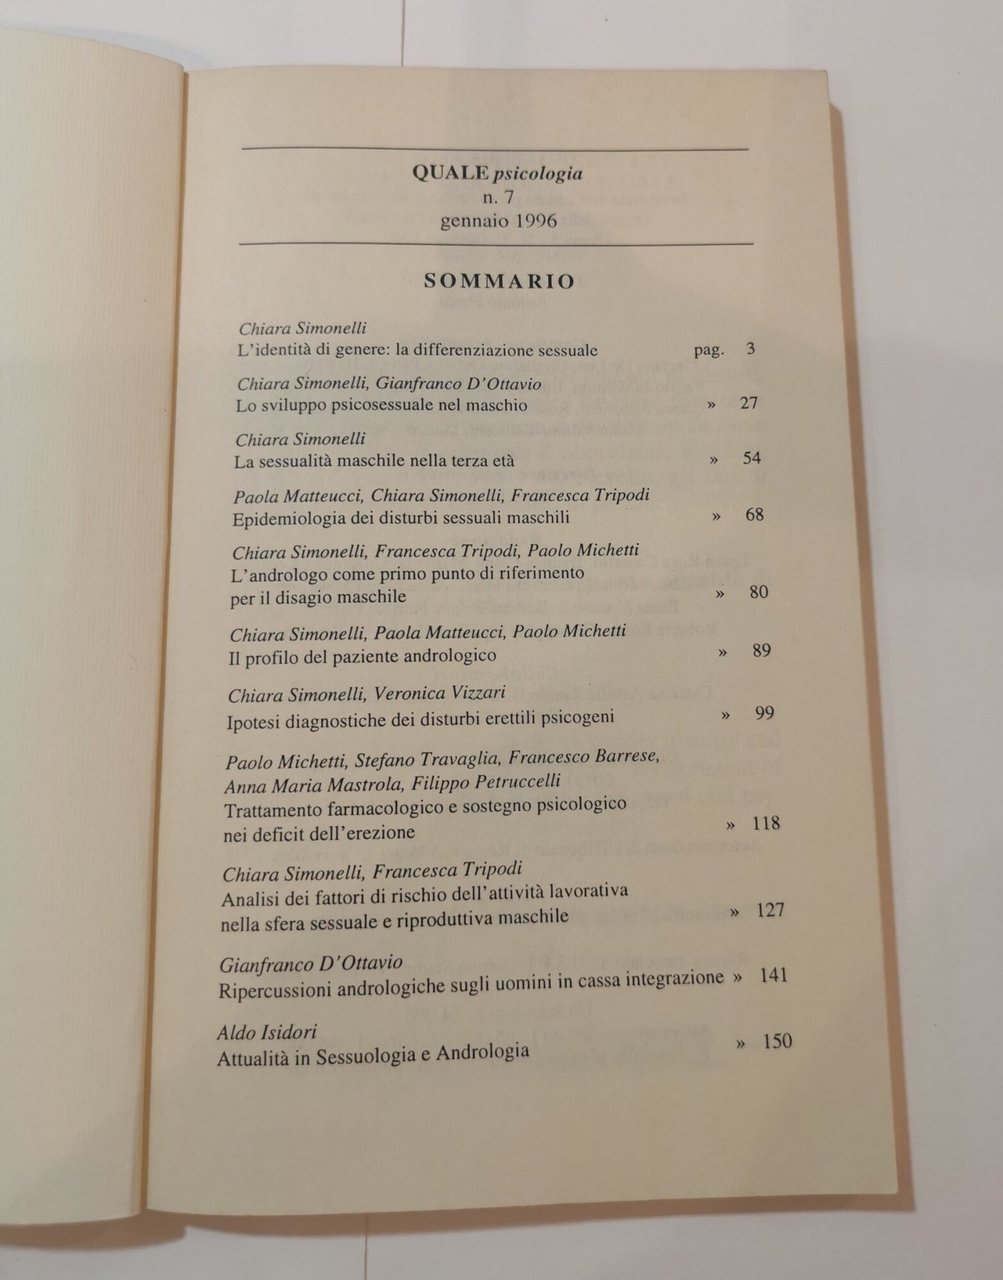 QUALE psicologia
n. 7
gennaio 1996
SOMMARIO
Chiara Simonelli
L'identità di genere: la differenziazione sessuale pag. 3
Chiara Simonelli, Gianfranco D'Ottavio
Lo sviluppo psicosessuale nel maschio » 27
Chiara Simonelli
La sessualità maschile nella terza età » 54
Paola Matteucci, Chiara Simonelli, Francesca Tripodi
Epidemiologia dei disturbi sessuali maschili » 68
Chiara Simonelli, Francesca Tripodi, Paolo Michetti
L'andrologo come primo punto di riferimento
per il disagio maschile » 80
Chiara Simonelli, Paola Matteucci, Paolo Michetti
Il profilo del paziente andrologico » 89
Chiara Simonelli, Veronica Vizzari
Ipotesi diagnostiche dei disturbi erettili psicogeni » 99
Paolo Michetti, Stefano Travaglia, Francesco Barrese,
Anna Maria Mastrola, Filippo Petruccelli
Trattamento farmacologico e sostegno psicologico
nei deficit dell'erezione » 118
Chiara Simonelli, Francesca Tripodi
Analisi dei fattori di rischio dell'attività lavorativa
nella sfera sessuale e riproduttiva maschile » 127
Gianfranco D'Ottavio
Ripercussioni andrologiche sugli uomini in cassa integrazione » 141
Aldo Isidori
Attualità in Sessuologia e Andrologia » 150